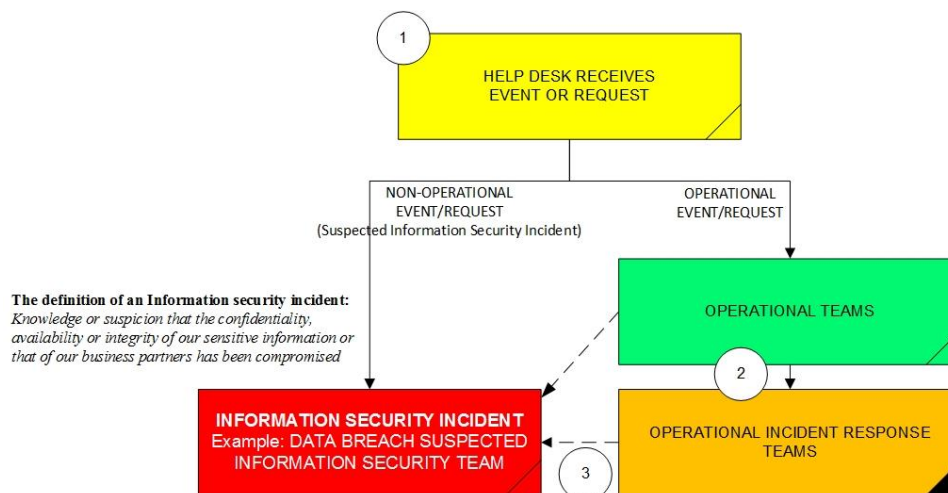 1
HELP DESK RECEIVES
EVENT OR REQUEST
NON-OPERATIONAL
EVENT/REQUEST
(Suspected Information Security Incident)
OPERATIONAL
EVENT/REQUEST
The definition of an Information security incident:
Knowledge or suspicion that the confidentiality,
availability or integrity of our sensitive information or
that of our business partners has been compromised
OPERATIONAL TEAMS
2
INFORMATION SECURITY INCIDENT
Example: DATA BREACH SUSPECTED
INFORMATION SECURITY TEAM
OPERATIONAL INCIDENT RESPONSE
TEAMS
3